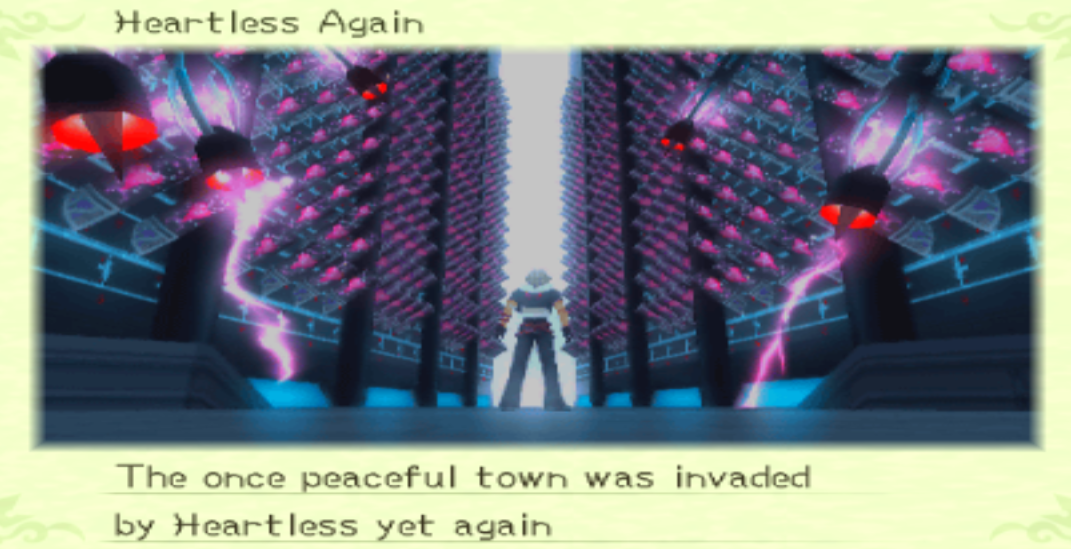 Heartless Again
The once peaceful town was invaded
by Heartless yet again